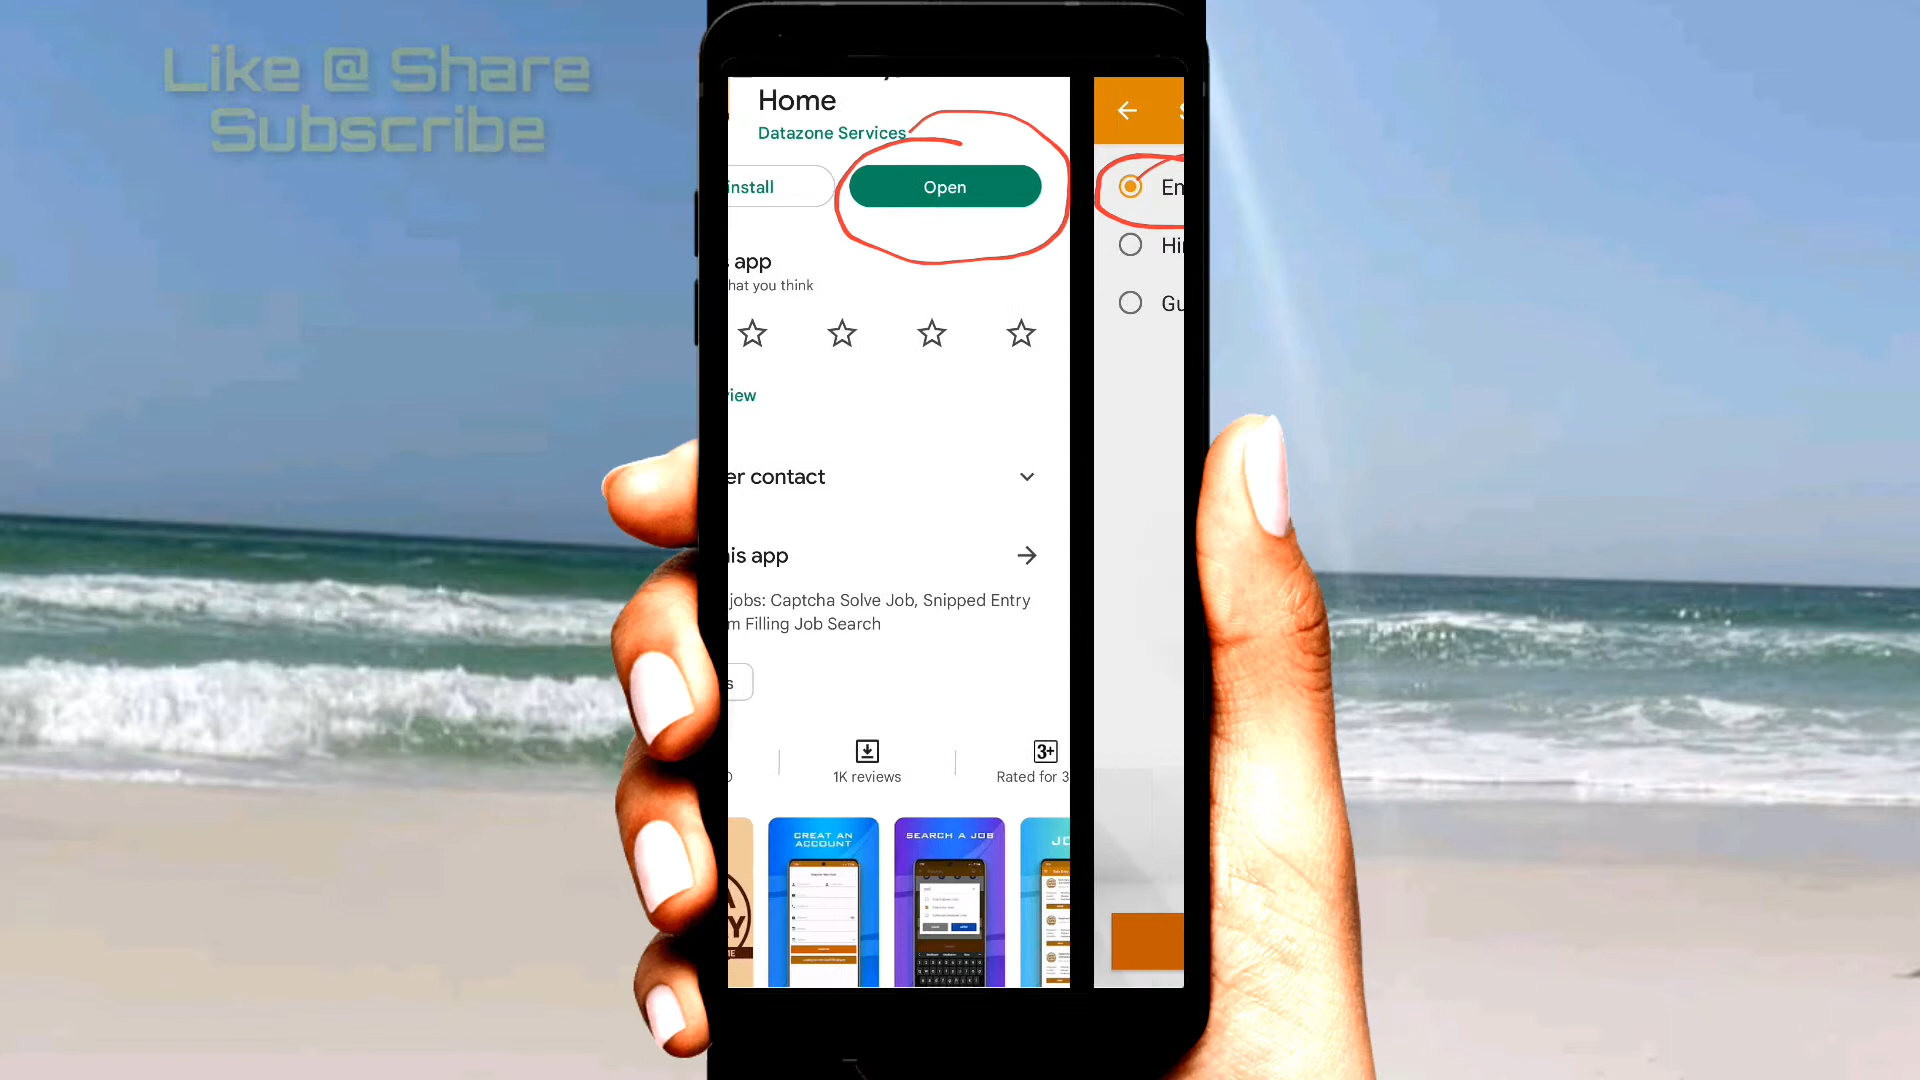 Like @ Share
Subscribe
Home
Datazone Services
install
Open
app
hat you think
iew
er contact
is app
jobs: Captcha Solve Job, Snipped Entry
m Filling Job Search
s
1K reviews
3+
Rated for 3
CREAT AN
ACCOUNT
SEARCH A JOB
JO
A
Y
ME
En
Hi
Gu